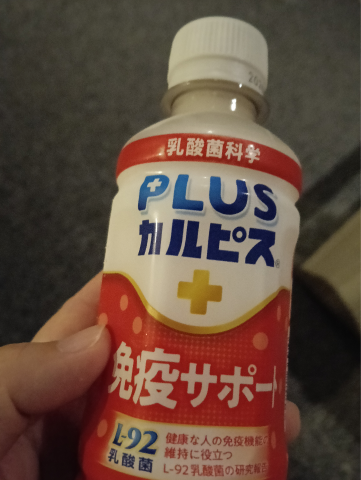 乳酸菌科学
PLUS
カルピス
免疫サポート
L-92
乳酸菌
健康な人の免疫機能の
維持に役立つ
L-92乳酸菌の研究報告